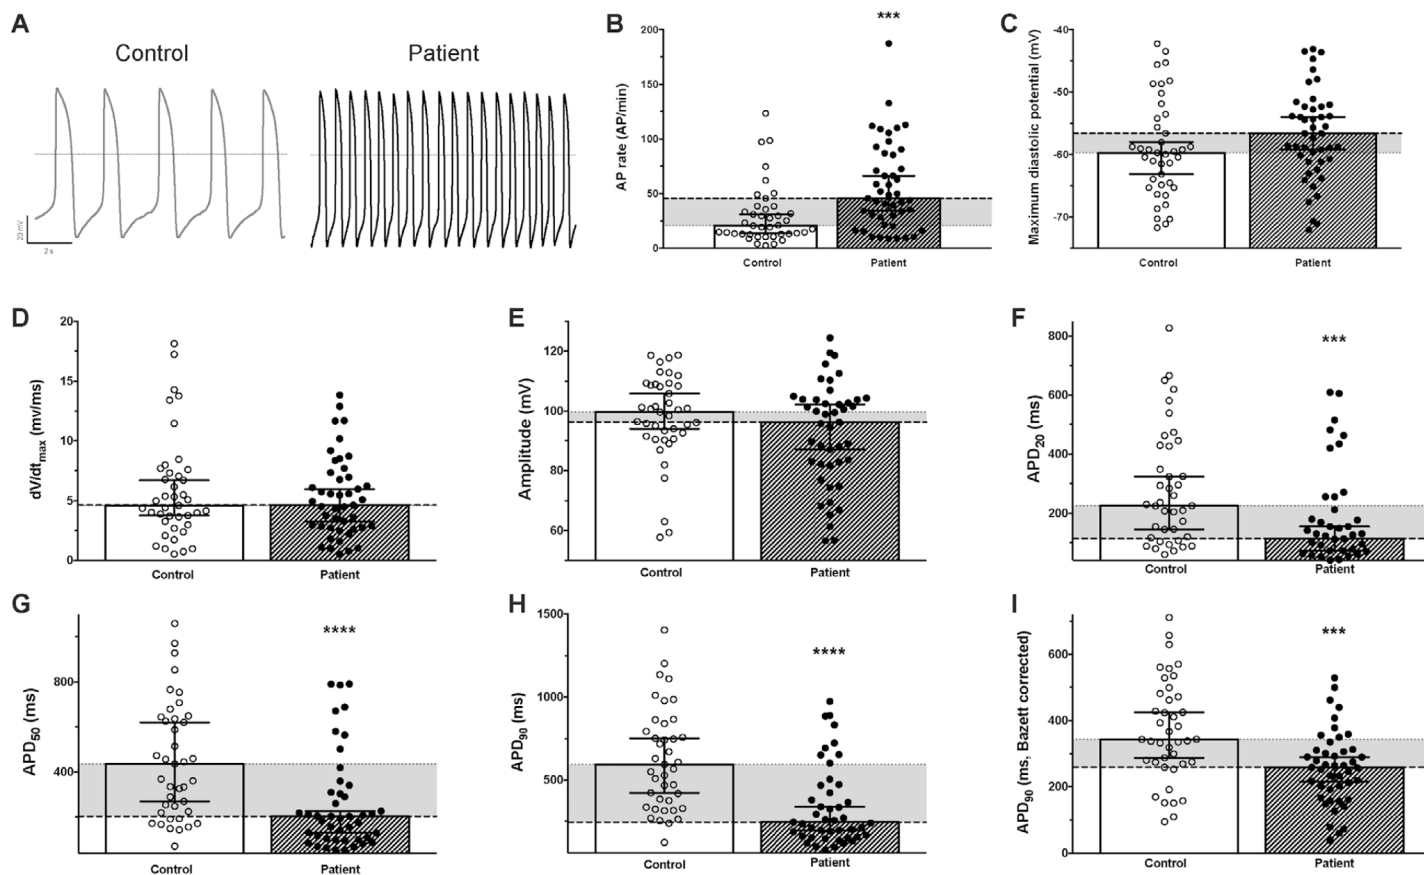 A
Control
Patient
20 mV
2 s
B
***
AP rate (AP/min)
200
150
100
50
0
Control
Patient
C
Maximum diastolic potential (mV)
-40
-50
-60
-70
Control
Patient
D
dV/dtmax (mv/ms)
20
15
10
5
0
Control
Patient
E
Amplitude (mV)
120
100
80
60
Control
Patient
F
***
APD20 (ms)
800
600
400
200
Control
Patient
G
****
APD50 (ms)
800
400
Control
Patient
H
****
APD90 (ms)
1500
1000
500
Control
Patient
I
***
APD90 (ms, Bazett corrected)
600
400
200
0
Control
Patient